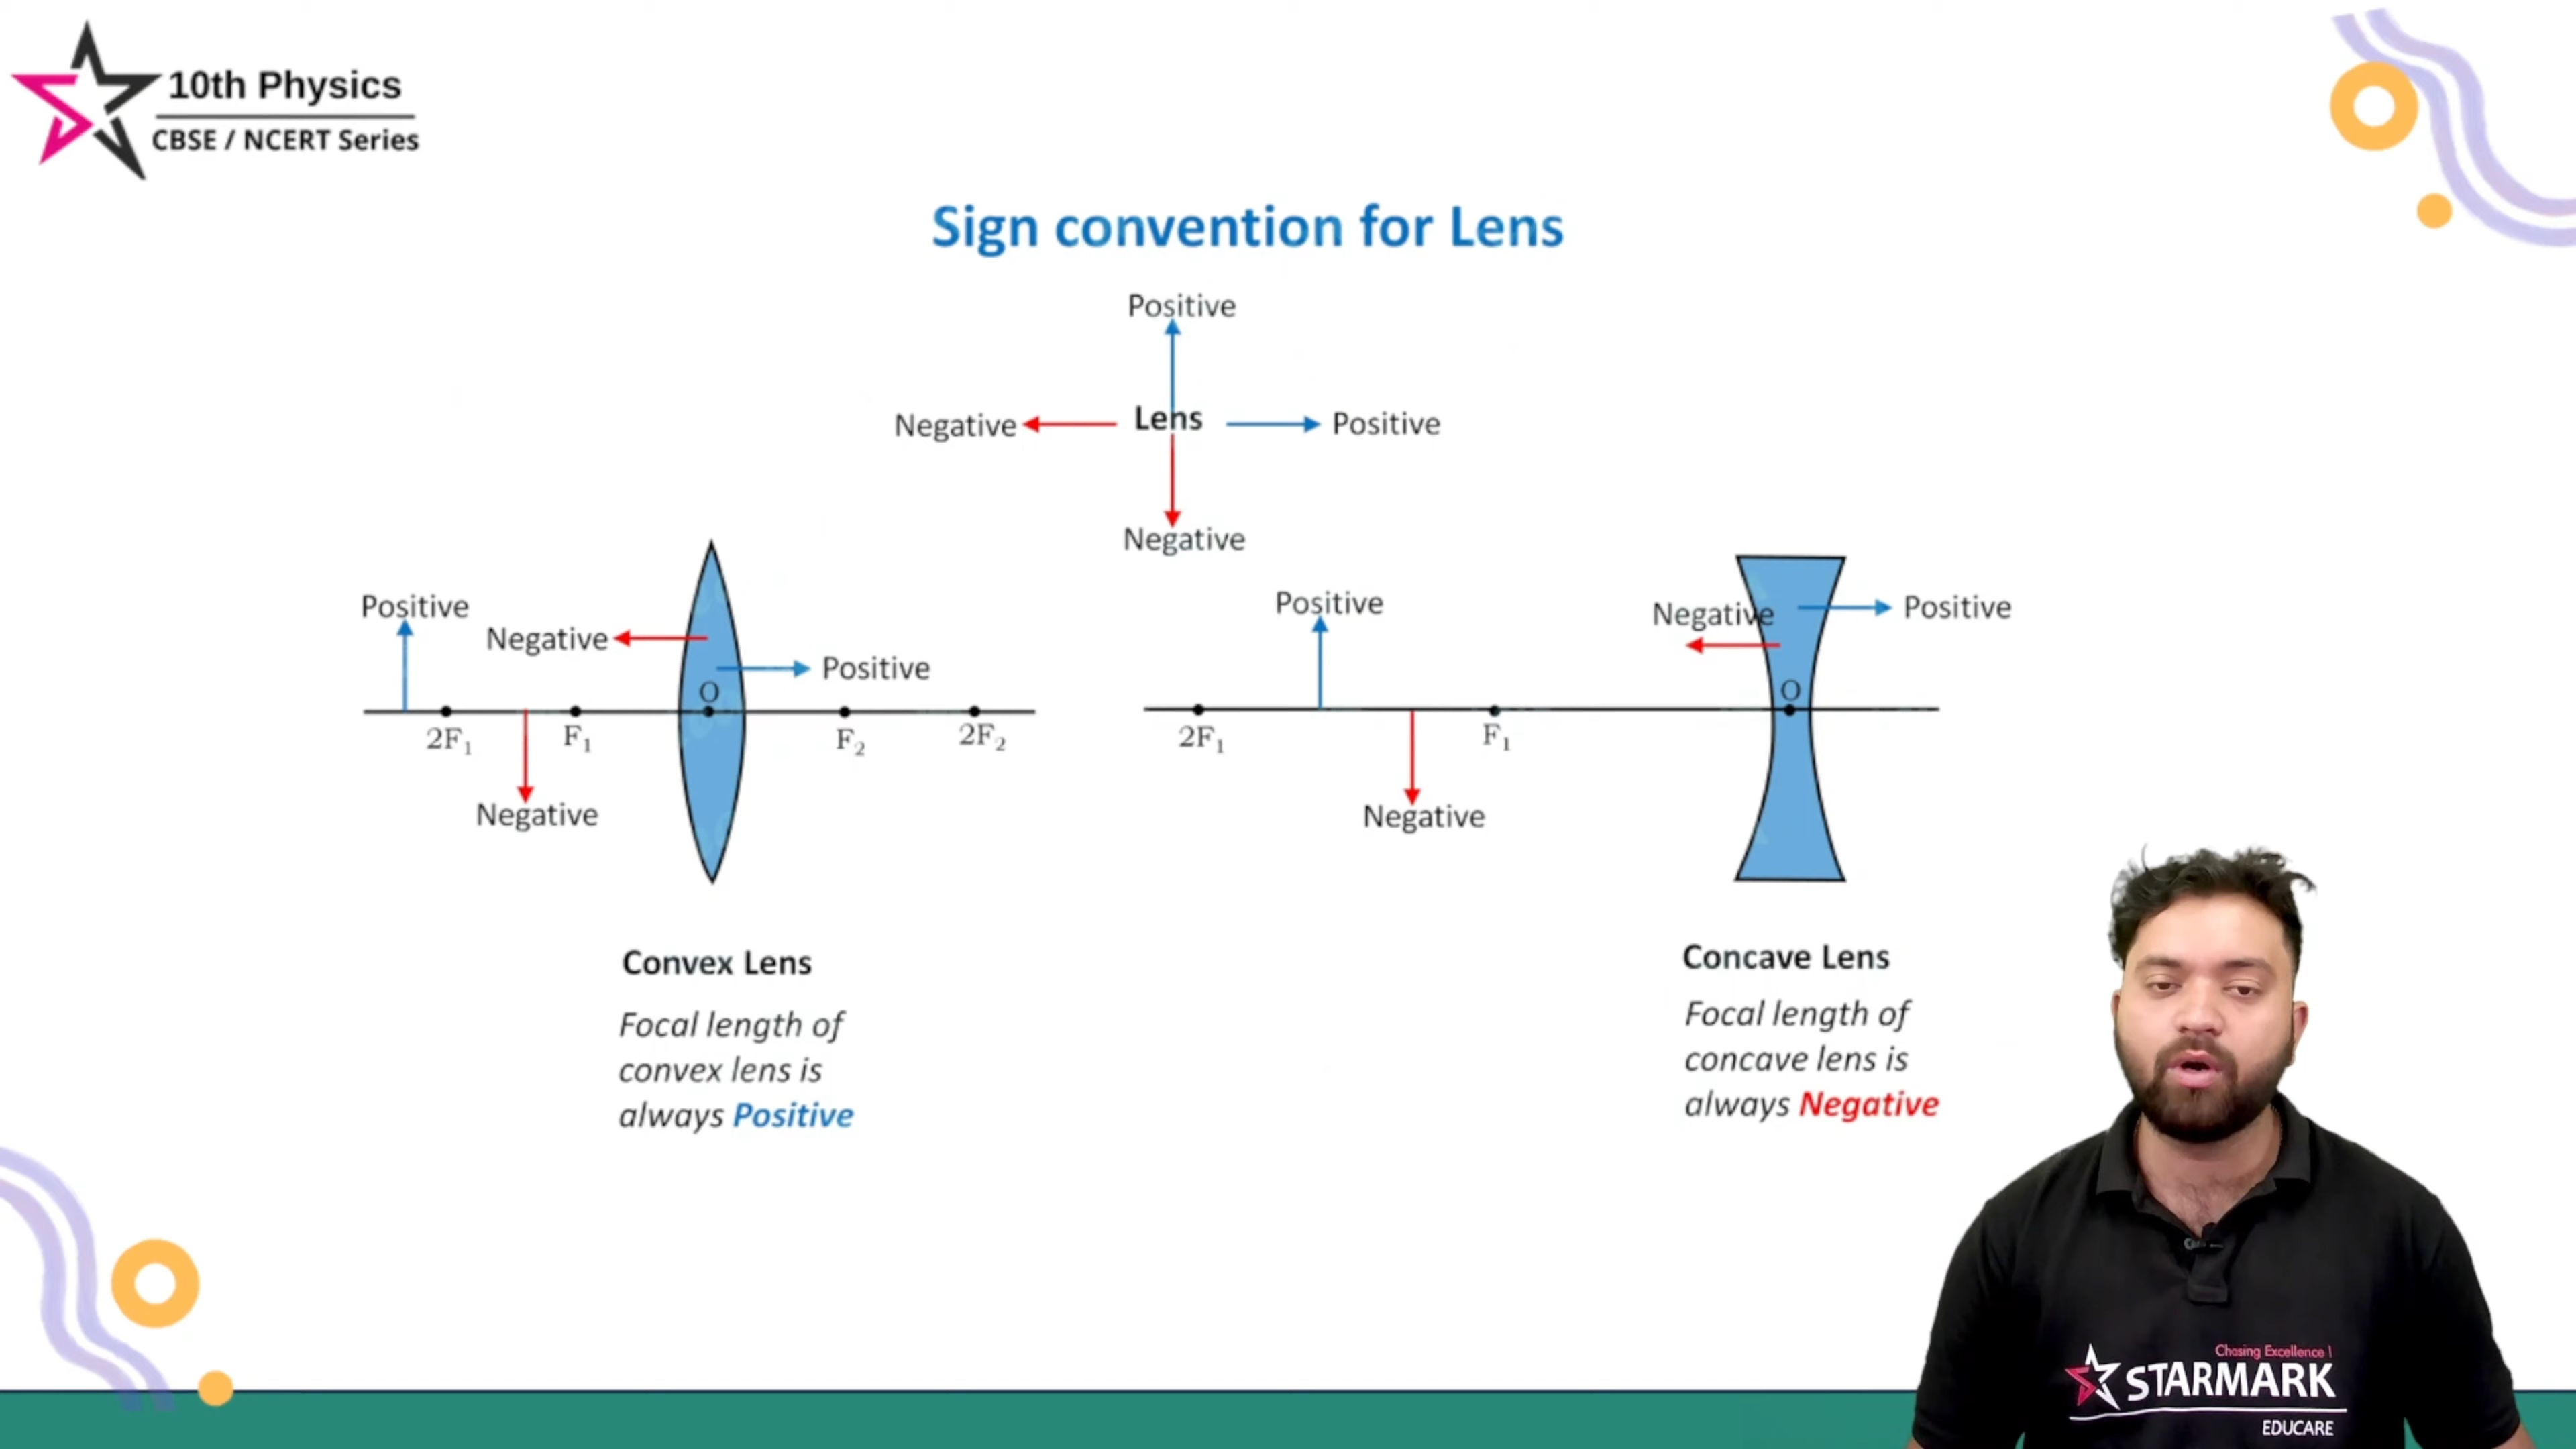 10th Physics
CBSE / NCERT Series
Sign convention for Lens
Positive
Negative
Lens
Positive
Negative
Positive
Negative
Positive
O
2F₁
F₁
F₂
2F₂
Negative
Positive
Negative
Positive
O
2F₁
F₁
Negative
Convex Lens
Focal length of
convex lens is
always Positive
Concave Lens
Focal length of
concave lens is
always Negative
Chasing Excellence !
STARMARK
EDUCARE